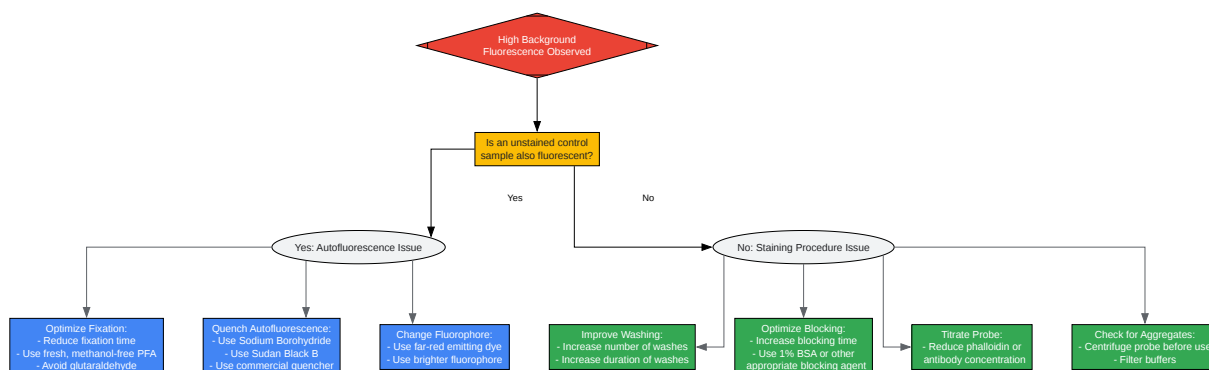 High Background
Fluorescence Observed
Is an unstained control
sample also fluorescent?
Yes
No
Yes: Autofluorescence Issue
No: Staining Procedure Issue
Optimize Fixation:
- Reduce fixation time
- Use fresh, methanol-free PFA
- Avoid glutaraldehyde
Quench Autofluorescence:
- Use Sodium Borohydride
- Use Sudan Black B
- Use commercial quencher
Change Fluorophore:
- Use far-red emitting dye
- Use brighter fluorophore
Improve Washing:
- Increase number of washes
- Increase duration of washes
Optimize Blocking:
- Increase blocking time
- Use 1% BSA or other
appropriate blocking agent
Titrate Probe:
- Reduce phalloidin or
antibody concentration
Check for Aggregates:
- Centrifuge probe before use
- Filter buffers